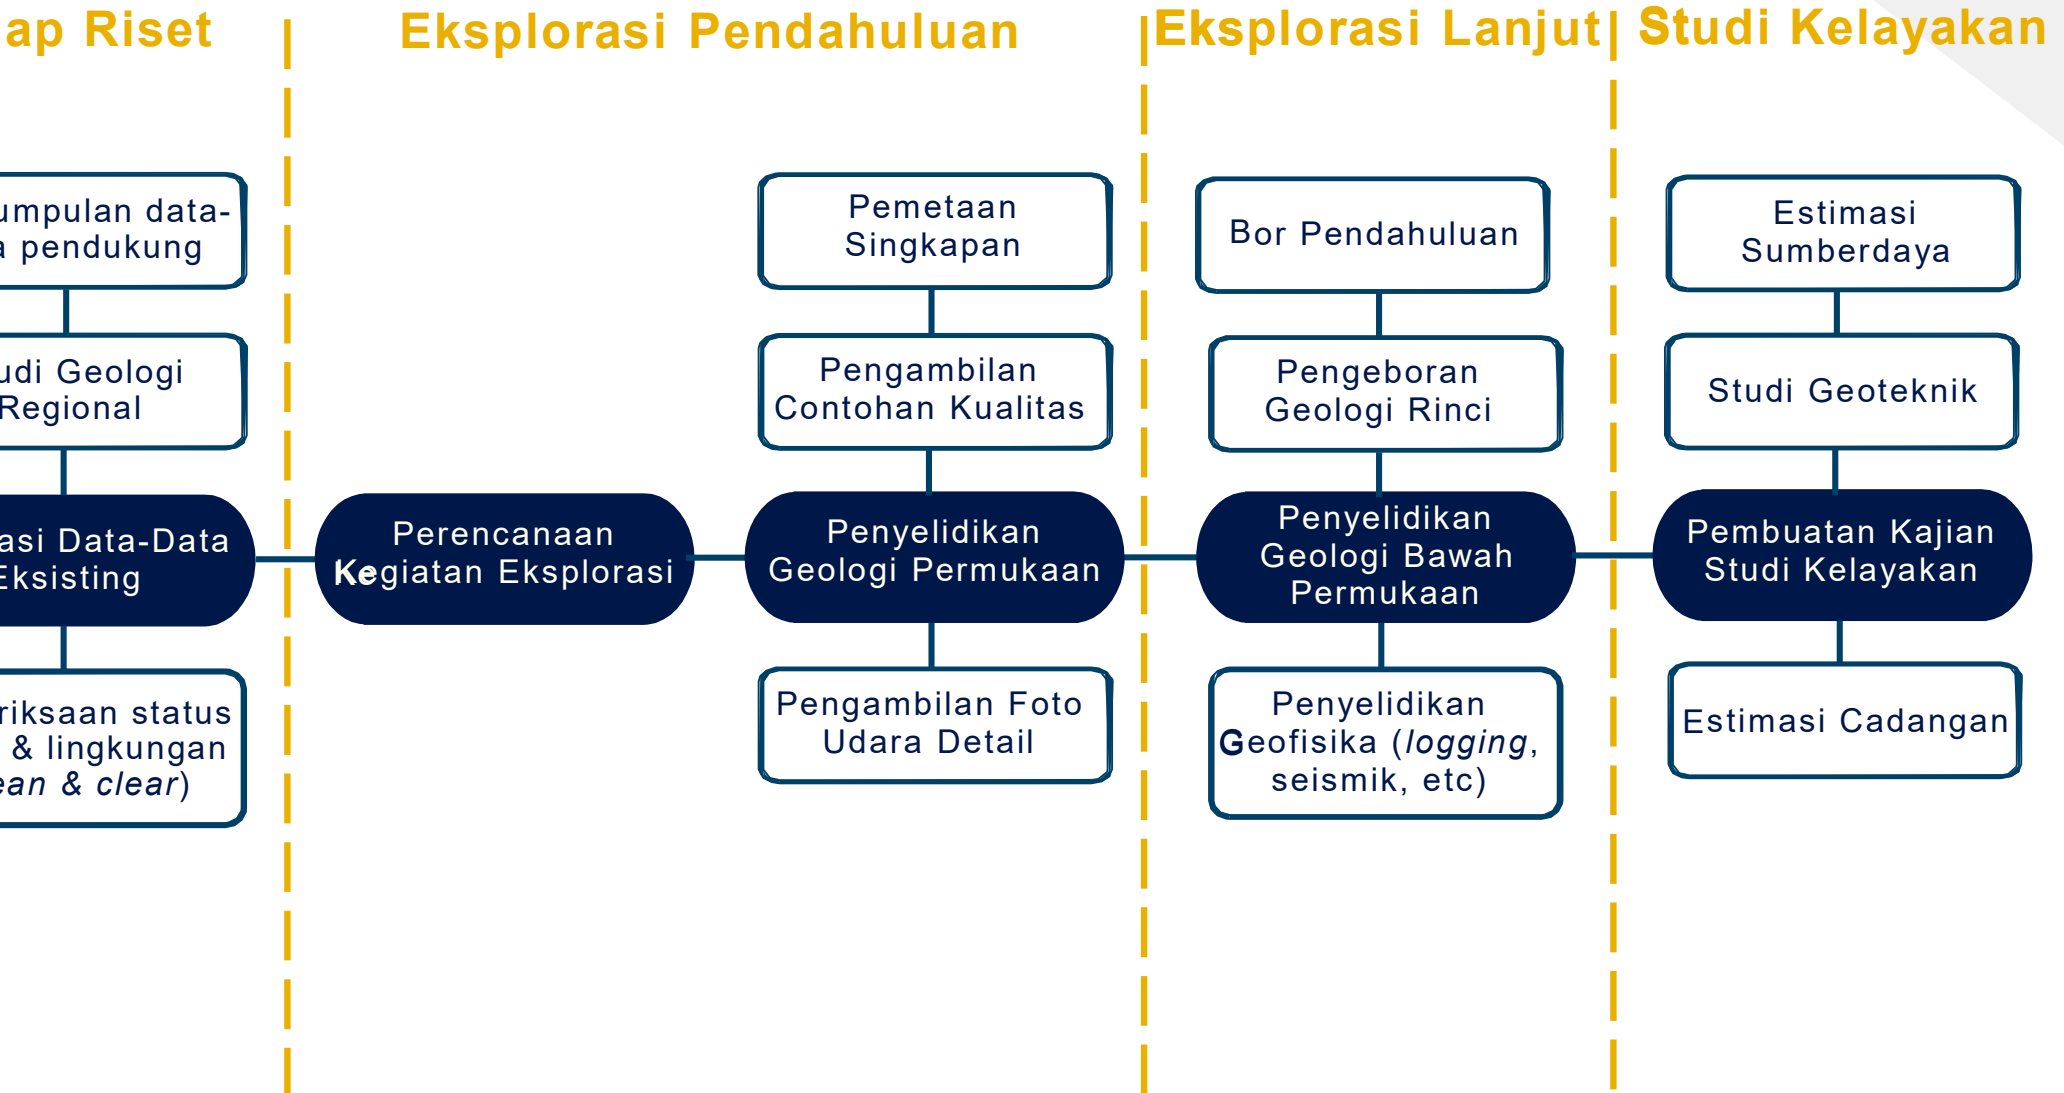 ap Riset
Eksplorasi Pendahuluan
Eksplorasi Lanjut
Studi Kelayakan
umpulan data-
pendukung
udi Geologi
Regional
asi Data-Data
Eksisting
riksaan status
& lingkungan
ean & clear)
Perencanaan
Kegiatan Eksplorasi
Pemetaan
Singkapan
Pengambilan
Contohan Kualitas
Penyelidikan
Geologi Permukaan
Pengambilan Foto
Udara Detail
Bor Pendahuluan
Pengeboran
Geologi Rinci
Penyelidikan
Geologi Bawah
Permukaan
Penyelidikan
Geofisika (logging,
seismik, etc)
Estimasi
Sumberdaya
Studi Geoteknik
Pembuatan Kajian
Studi Kelayakan
Estimasi Cadangan